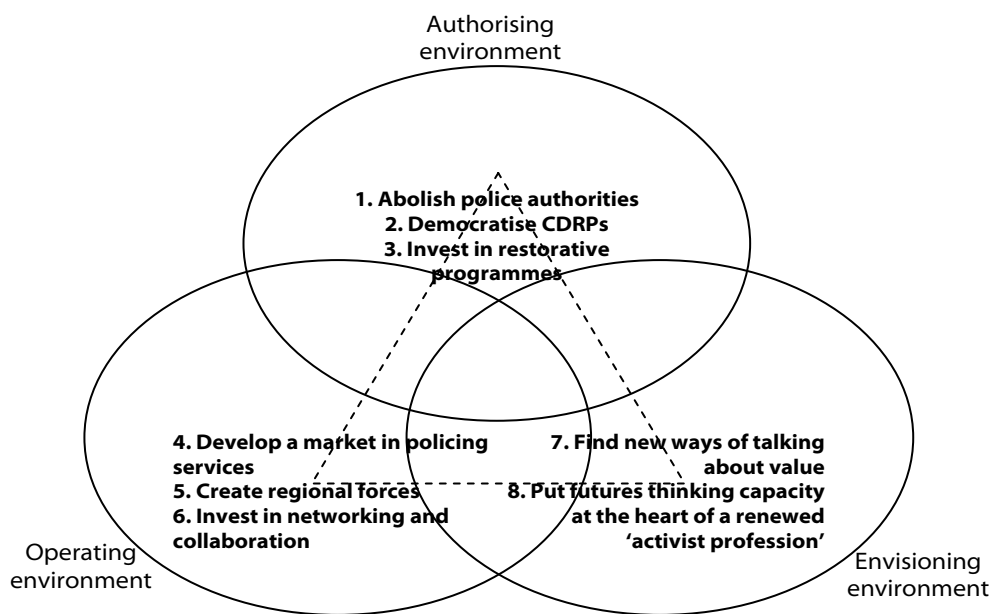 Authorising
environment
1. Abolish police authorities
2. Democratise CDRPs
3. Invest in restorative
programmes
4. Develop a market in policing
services
5. Create regional forces
6. Invest in networking and
collaboration
7. Find new ways of talking
about value
8. Put futures thinking capacity
at the heart of a renewed
‘activist profession’
Operating
environment
Envisioning
environment